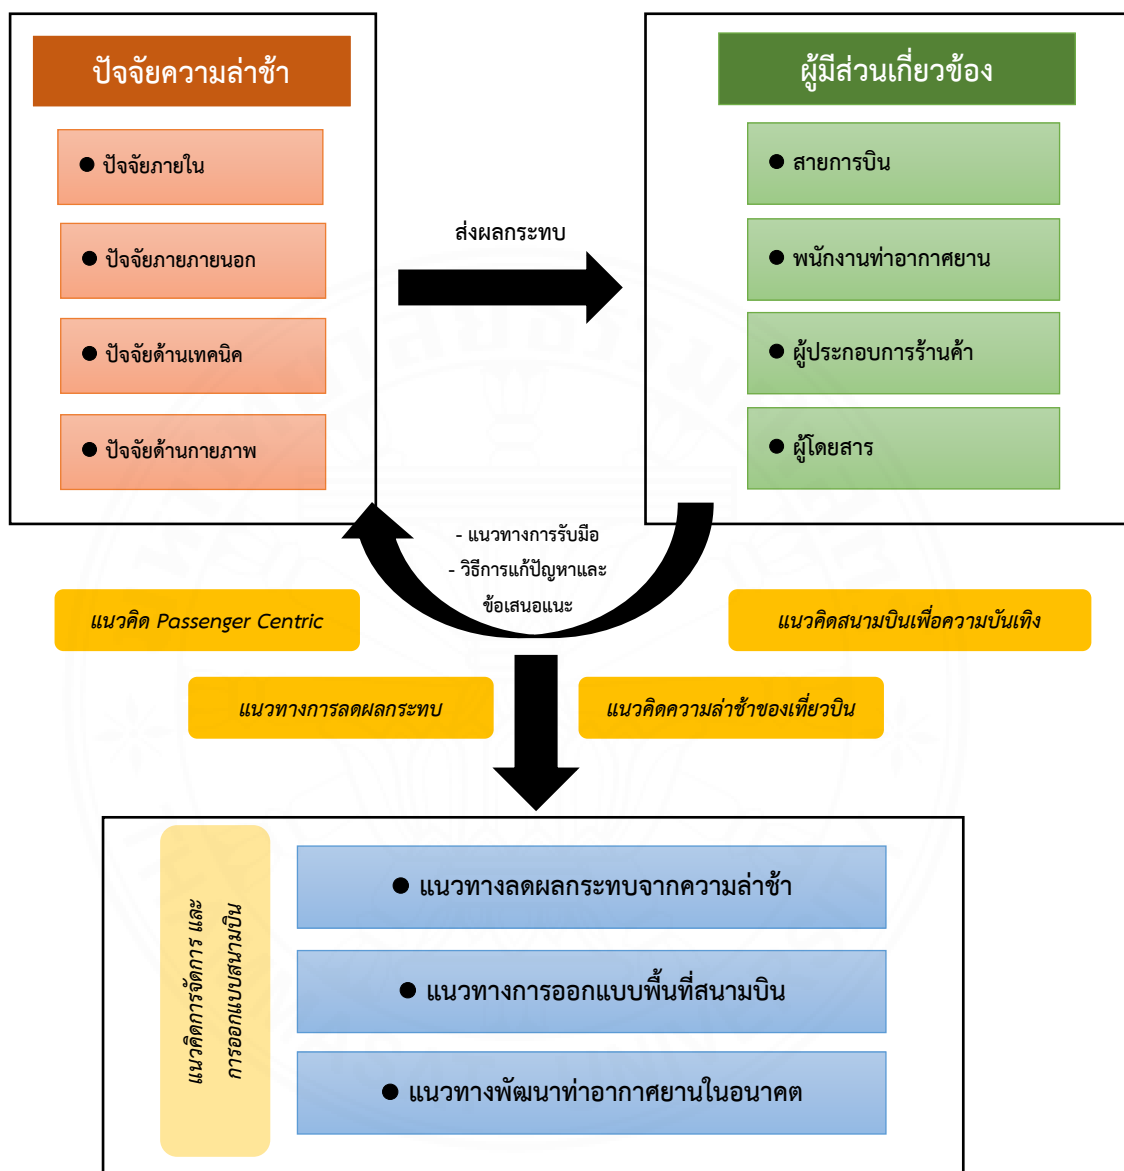 ปัจจัยความล่าช้า
● ปัจจัยภายใน
● ปัจจัยภายภายนอก
● ปัจจัยด้านเทคนิค
● ปัจจัยด้านกายภาพ
ส่งผลกระทบ
ผู้มีส่วนเกี่ยวข้อง
● สายการบิน
● พนักงานท่าอากาศยาน
● ผู้ประกอบการร้านค้า
● ผู้โดยสาร
- แนวทางการรับมือ
- วิธีการแก้ปัญหาและ
ข้อเสนอแนะ
แนวคิด Passenger Centric
แนวคิดสนามบินเพื่อความบันเทิง
แนวทางการลดผลกระทบ
แนวคิดความล่าช้าของเที่ยวบิน
แนวคิดการจัดการ และ
การออกแบบสนามบิน
● แนวทางลดผลกระทบจากความล่าช้า
● แนวทางการออกแบบพื้นที่สนามบิน
● แนวทางพัฒนาท่าอากาศยานในอนาคต